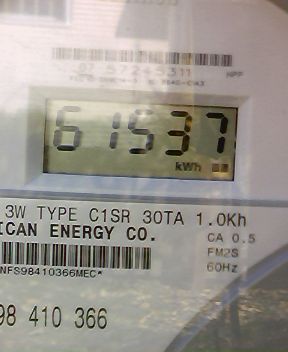 61537
kWh
3W TYPE C1SR 30TA 1.0Kh
ICAN ENERGY CO.
CA 0.5
FM2S
60Hz
NFS98410366MEC*
98 410 366